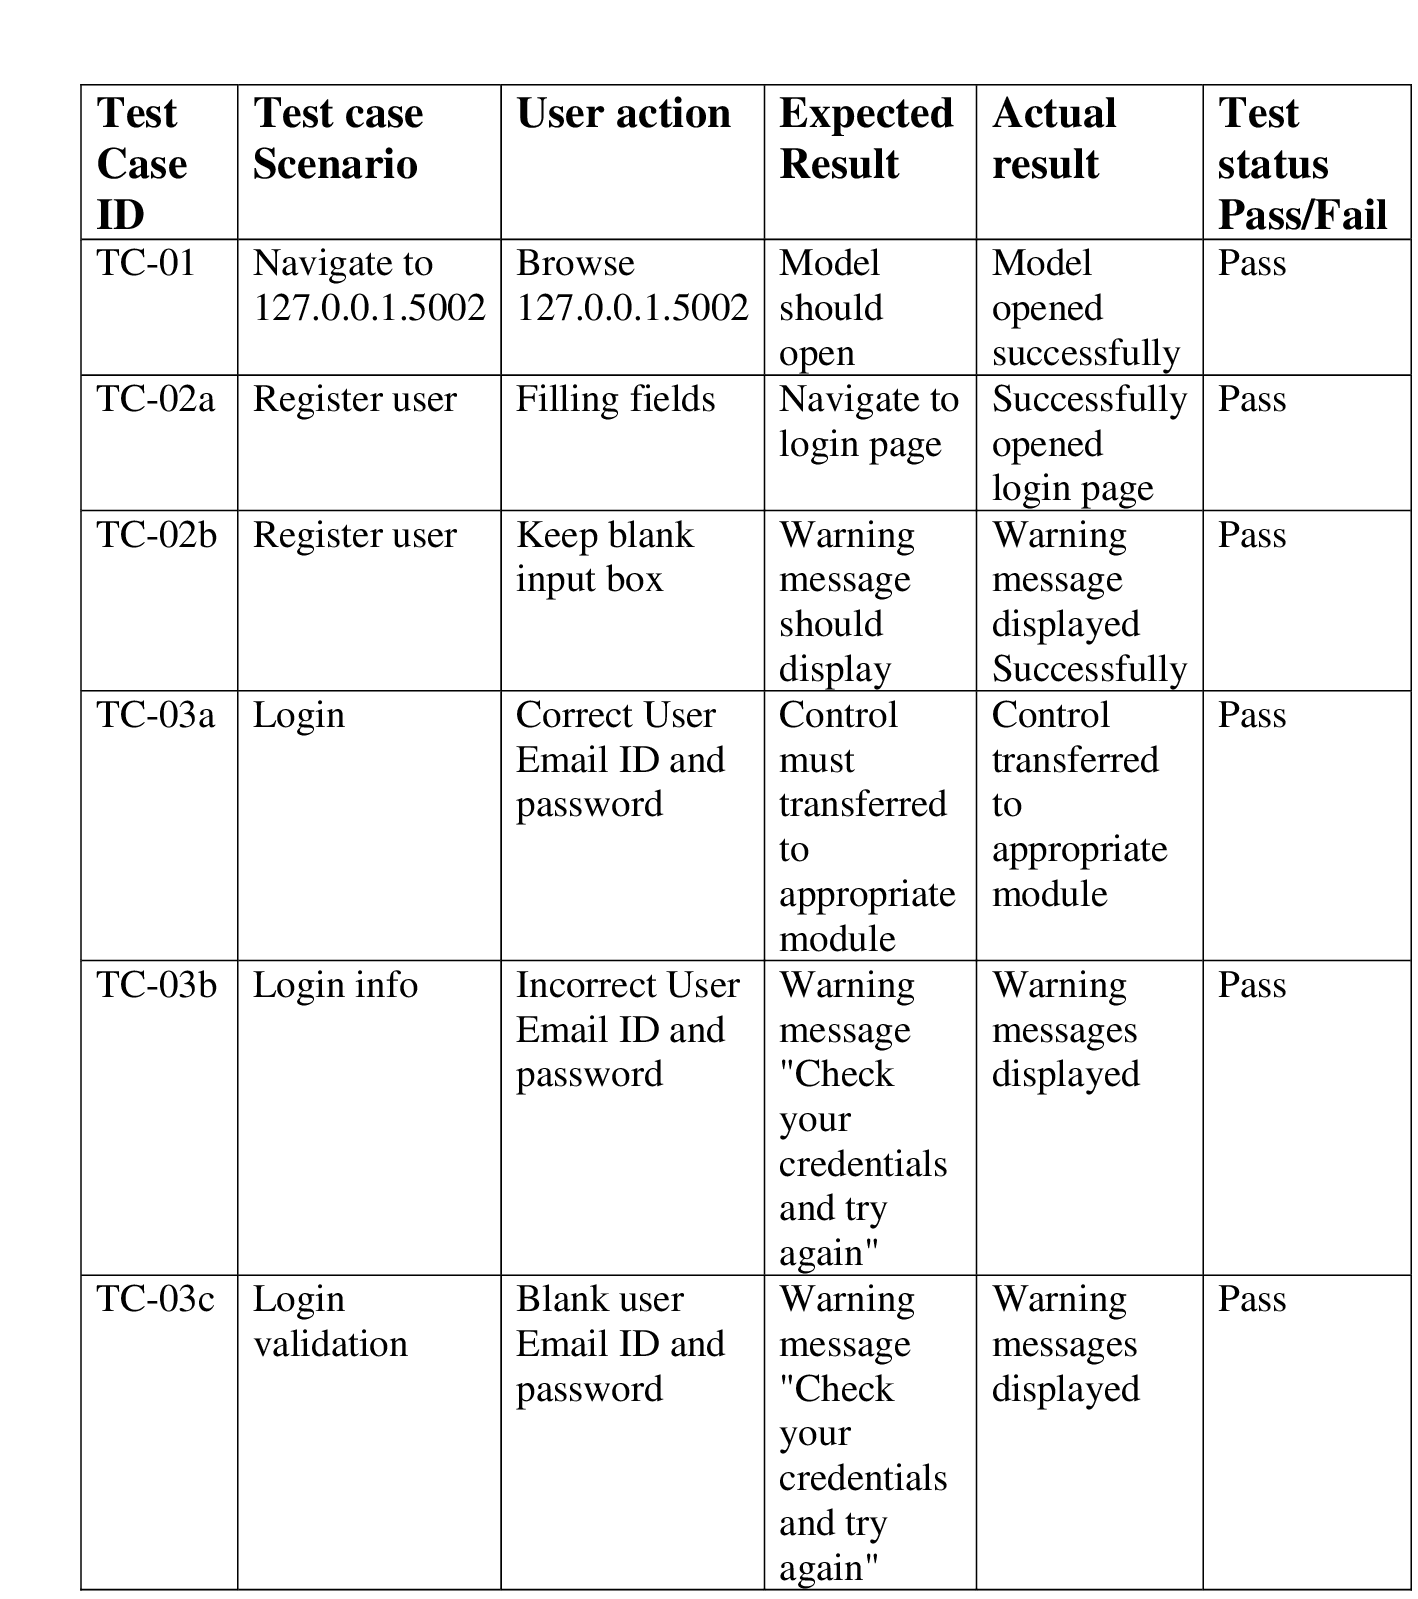 Test Case ID
Test case Scenario
User action
Expected Result
Actual result
Test status Pass/Fail
TC-01
Navigate to
127.0.0.1.5002
Browse
127.0.0.1.5002
Model
should
open
Model
opened
successfully
Pass
TC-02a
Register user
Filling fields
Navigate to
login page
Successfully
opened
login page
Pass
TC-02b
Register user
Keep blank
input box
Warning
message
should
display
Warning
message
displayed
Successfully
Pass
TC-03a
Login
Correct User
Email ID and
password
Control
must
transferred
to
appropriate
module
Control
transferred
to
appropriate
module
Pass
TC-03b
Login info
Incorrect User
Email ID and
password
Warning
message
"Check
your
credentials
and try
again"
Warning
messages
displayed
Pass
TC-03c
Login
validation
Blank user
Email ID and
password
Warning
message
"Check
your
credentials
and try
again"
Warning
messages
displayed
Pass